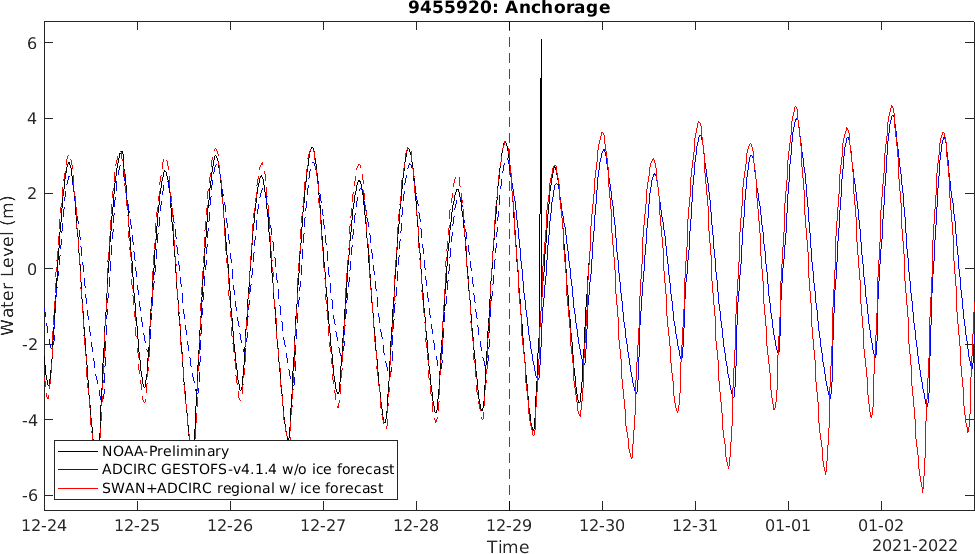 9455920: Anchorage
6
4
2
0
-2
-4
-6
Water Level (m)
NOAA-Preliminary
ADCIRC GESTOFS-v4.1.4 w/o ice forecast
SWAN+ADCIRC regional w/ ice forecast
12-24 12-25 12-26 12-27 12-28 12-29 12-30 12-31 01-01 01-02
Time
2021-2022